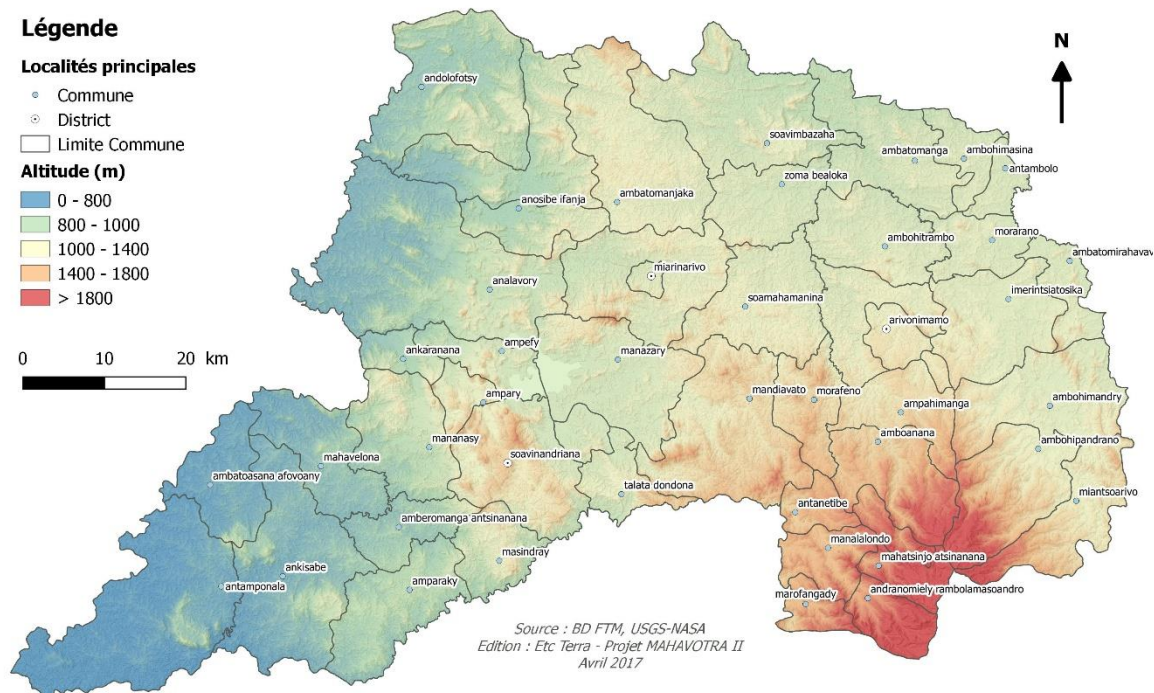 Légende
Localités principales
Commune
District
Limite Commune
Altitude (m)
0 - 800
800 - 1000
1000 - 1400
1400 - 1800
> 1800
0 10 20 km
N
andolofotsy
soavimbazaha
ambatomanga
ambohimasina
antambolo
zoma bealoka
anosibe ifanja
ambatomanjaka
ambohitrambo
morarano
ambatomirahavav
miarinarivo
analavory
soamahamanina
imerintsiatosika
arivonimamo
ampefy
ankaranana
manazary
ampary
mandiavato
morafeno
ampahimanga
ambohimandry
mananasy
amboanana
ambohipandrano
soavinandriana
mahavelona
ambatoasana afovoany
talata dondona
miantsoarivo
antanetibe
amberomanga antsinanana
manalalondo
masindray
mahatsinjo atsinanana
ankisabe
antamponala
amparaky
marofangady
andranomiely rambolamasoandro
Source : BD FTM, USGS-NASA
Edition : Etc Terra - Projet MAHAVOTRA II
Avril 2017